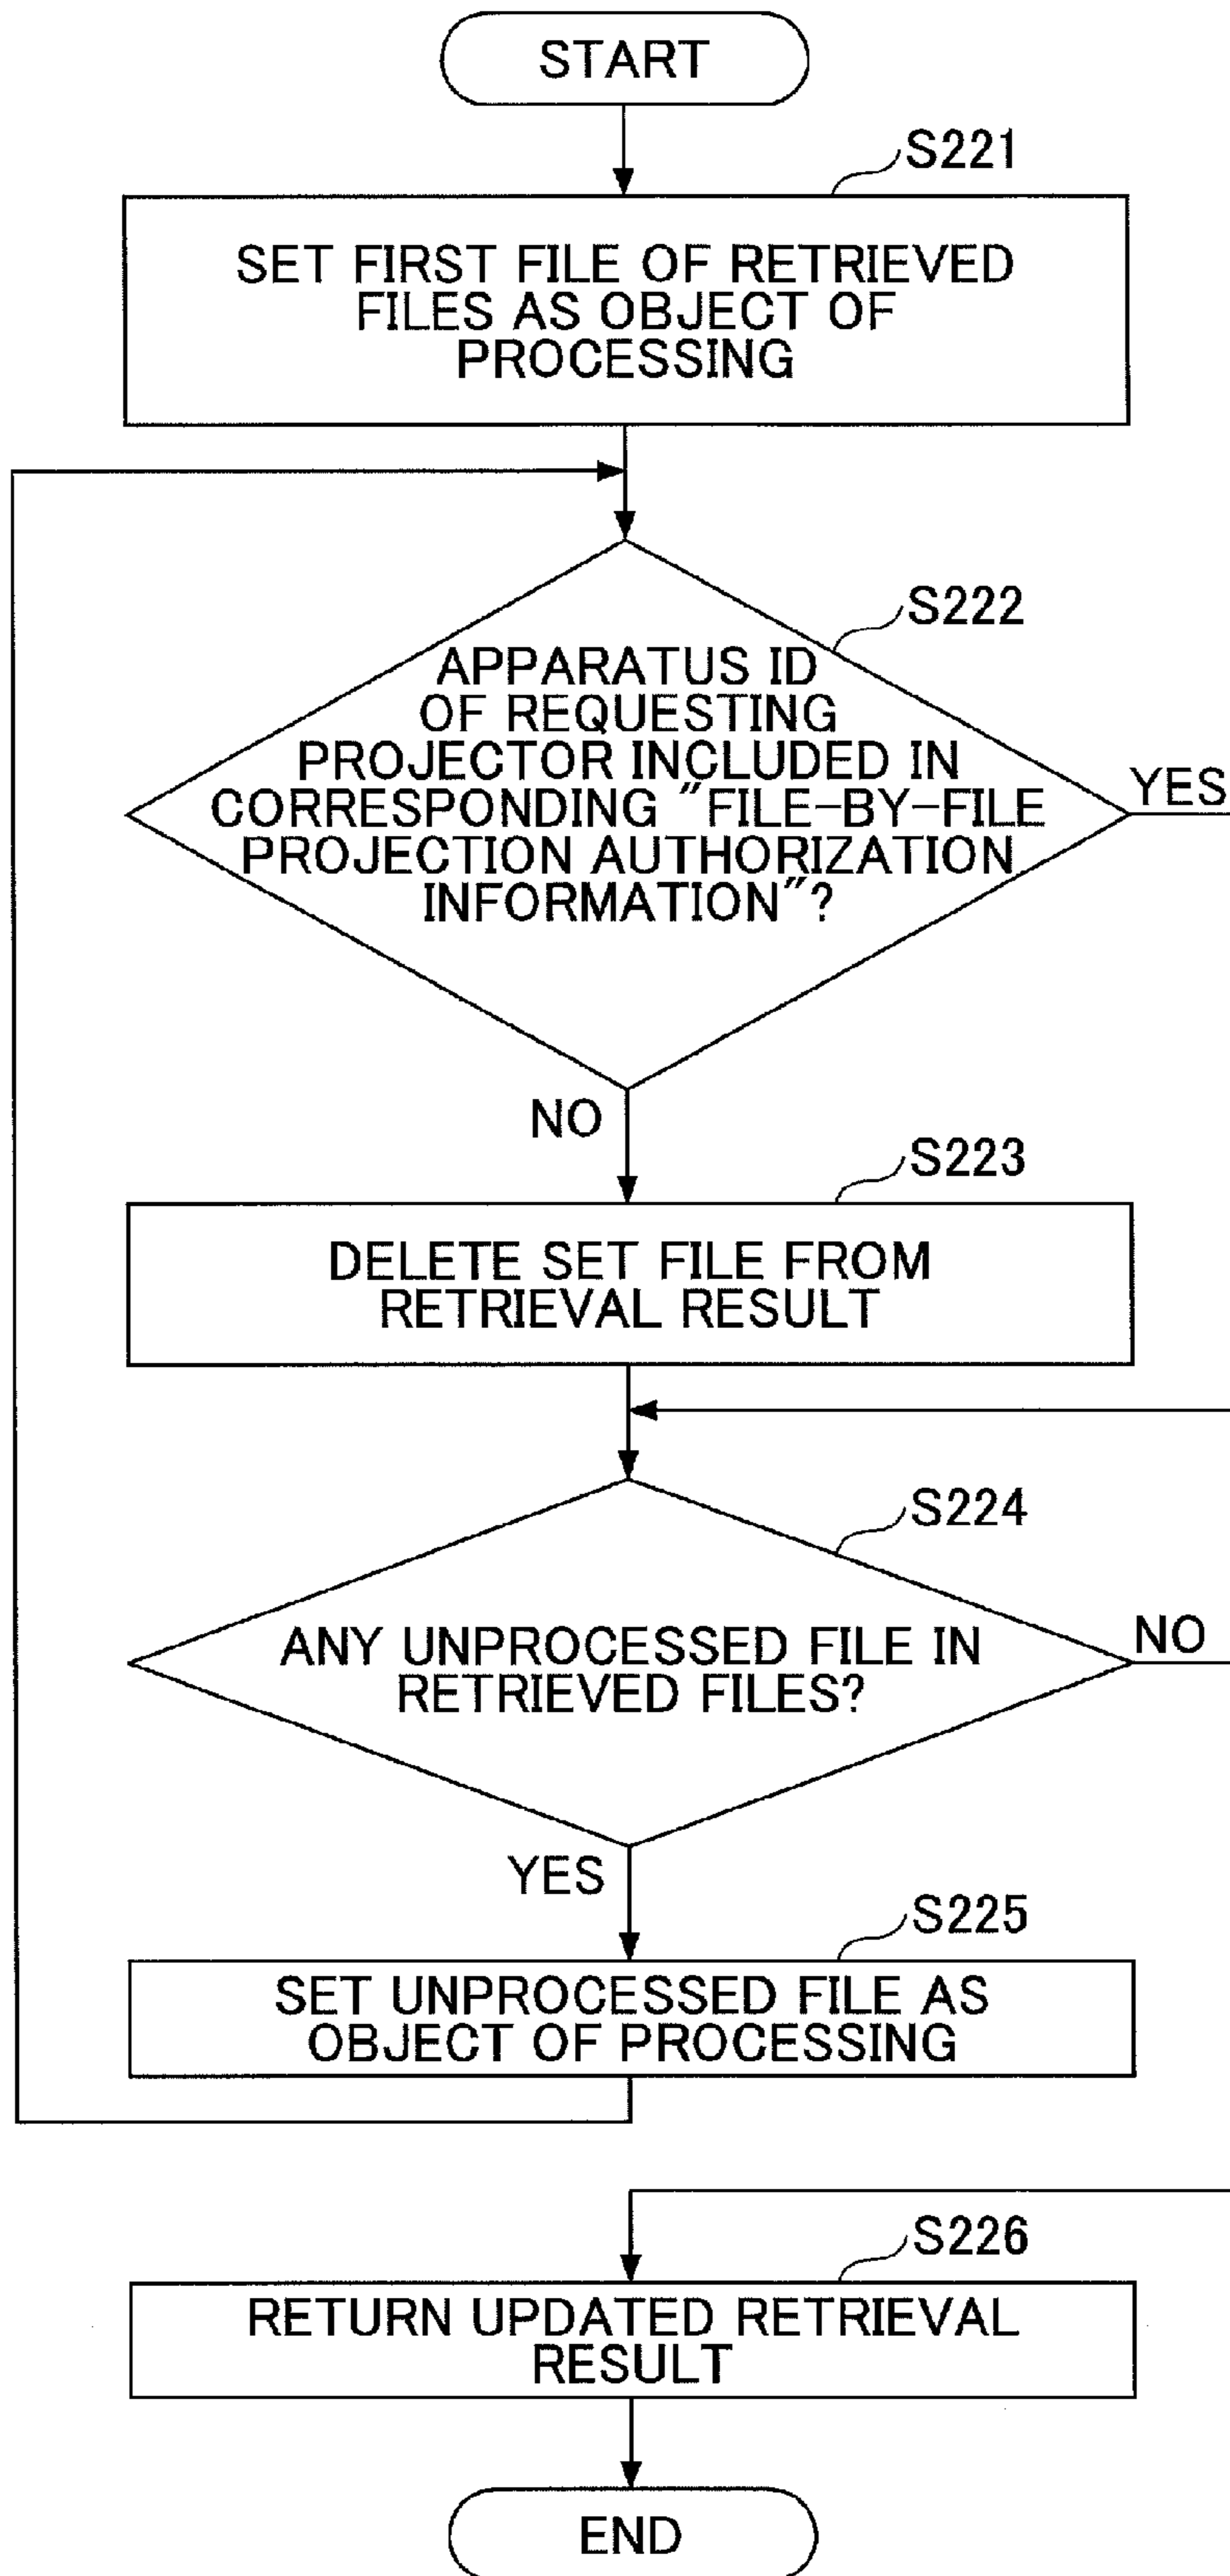 START
S221
SET FIRST FILE OF RETRIEVED
FILES AS OBJECT OF
PROCESSING
S222
APPARATUS ID
OF REQUESTING
PROJECTOR INCLUDED IN
CORRESPONDING "FILE-BY-FILE
PROJECTION AUTHORIZATION
INFORMATION"?
YES
NO
S223
DELETE SET FILE FROM
RETRIEVAL RESULT
S224
ANY UNPROCESSED FILE IN
RETRIEVED FILES?
NO
YES
S225
SET UNPROCESSED FILE AS
OBJECT OF PROCESSING
S226
RETURN UPDATED RETRIEVAL
RESULT
END